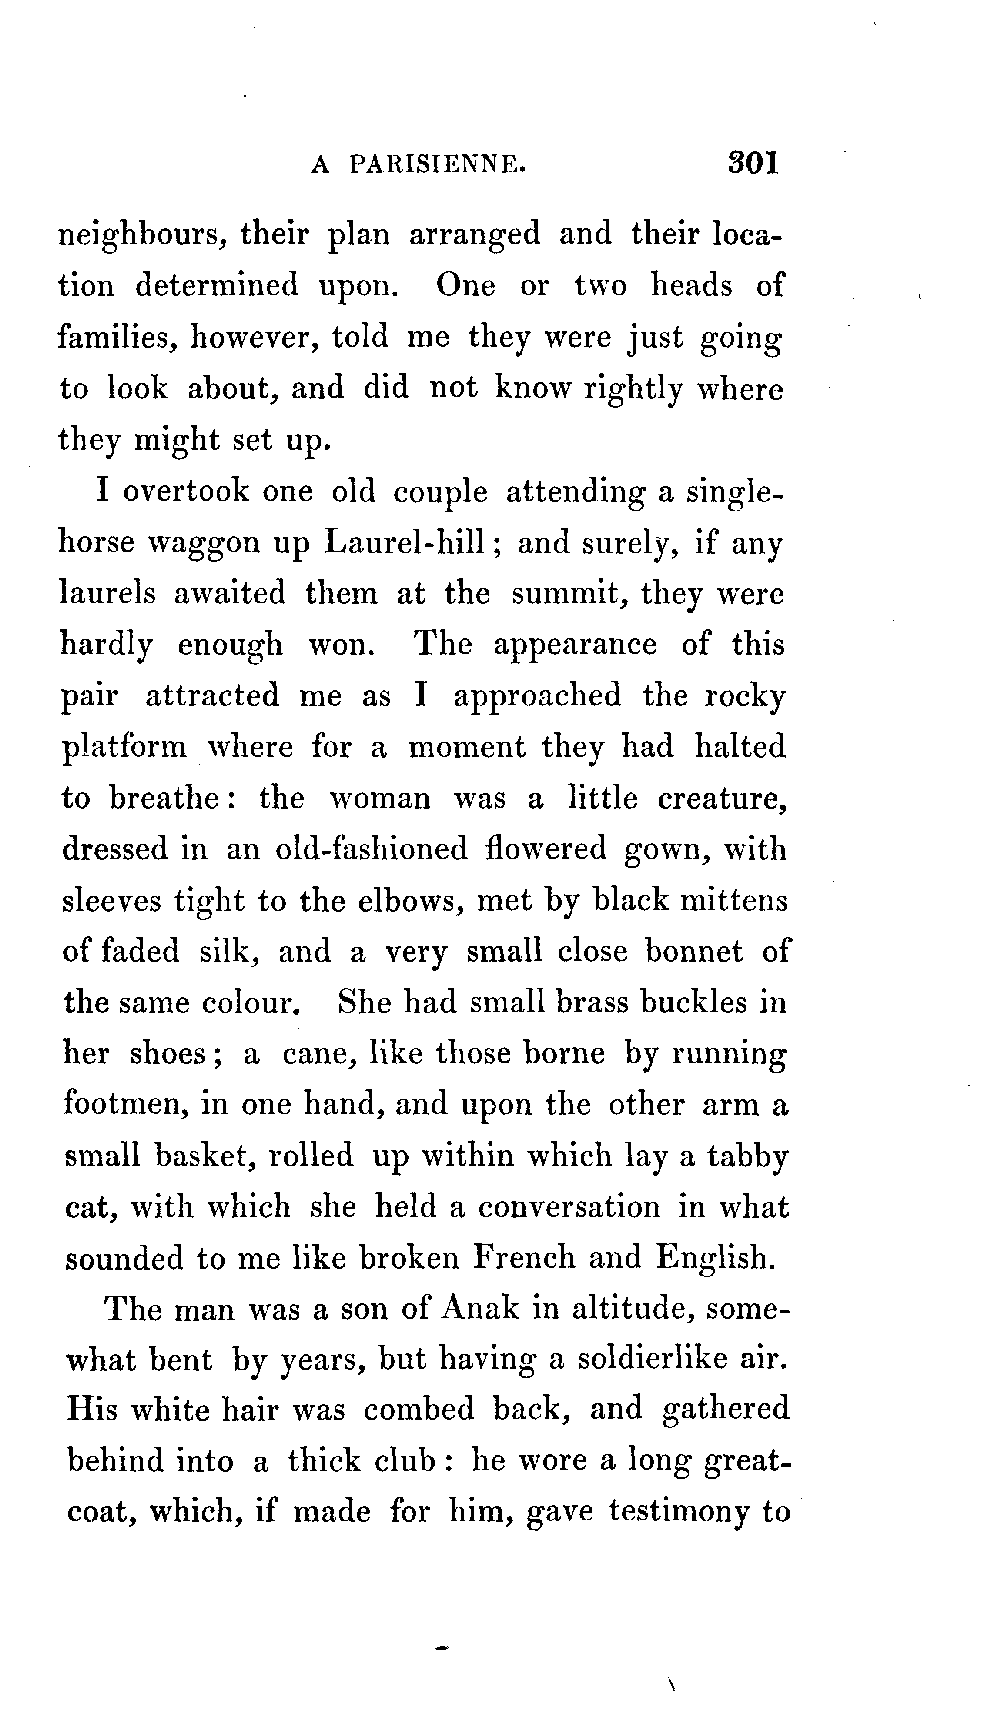 A PARISIENNE. 301
neighbours, their plan arranged and their loca-
tion determined upon. One or two heads of
families, however, told me they were just going
to look about, and did not know rightly where
they might set up.
I overtook one old couple attending a single-
horse waggon up Laurel-hill; and surely, if any
laurels awaited them at the summit, they were
hardly enough won. The appearance of this
pair attracted me as I approached the rocky
platform where for a moment they had halted
to breathe: the woman was a little creature,
dressed in an old-fashioned flowered gown, with
sleeves tight to the elbows, met by black mittens
of faded silk, and a very small close bonnet of
the same colour. She had small brass buckles in
her shoes; a cane, like those borne by running
footmen, in one hand, and upon the other arm a
small basket, rolled up within which lay a tabby
cat, with which she held a conversation in what
sounded to me like broken French and English.
The man was a son of Anak in altitude, some-
what bent by years, but having a soldierlike air.
His white hair was combed back, and gathered
behind into a thick club: he wore a long great-
coat, which, if made for him, gave testimony to